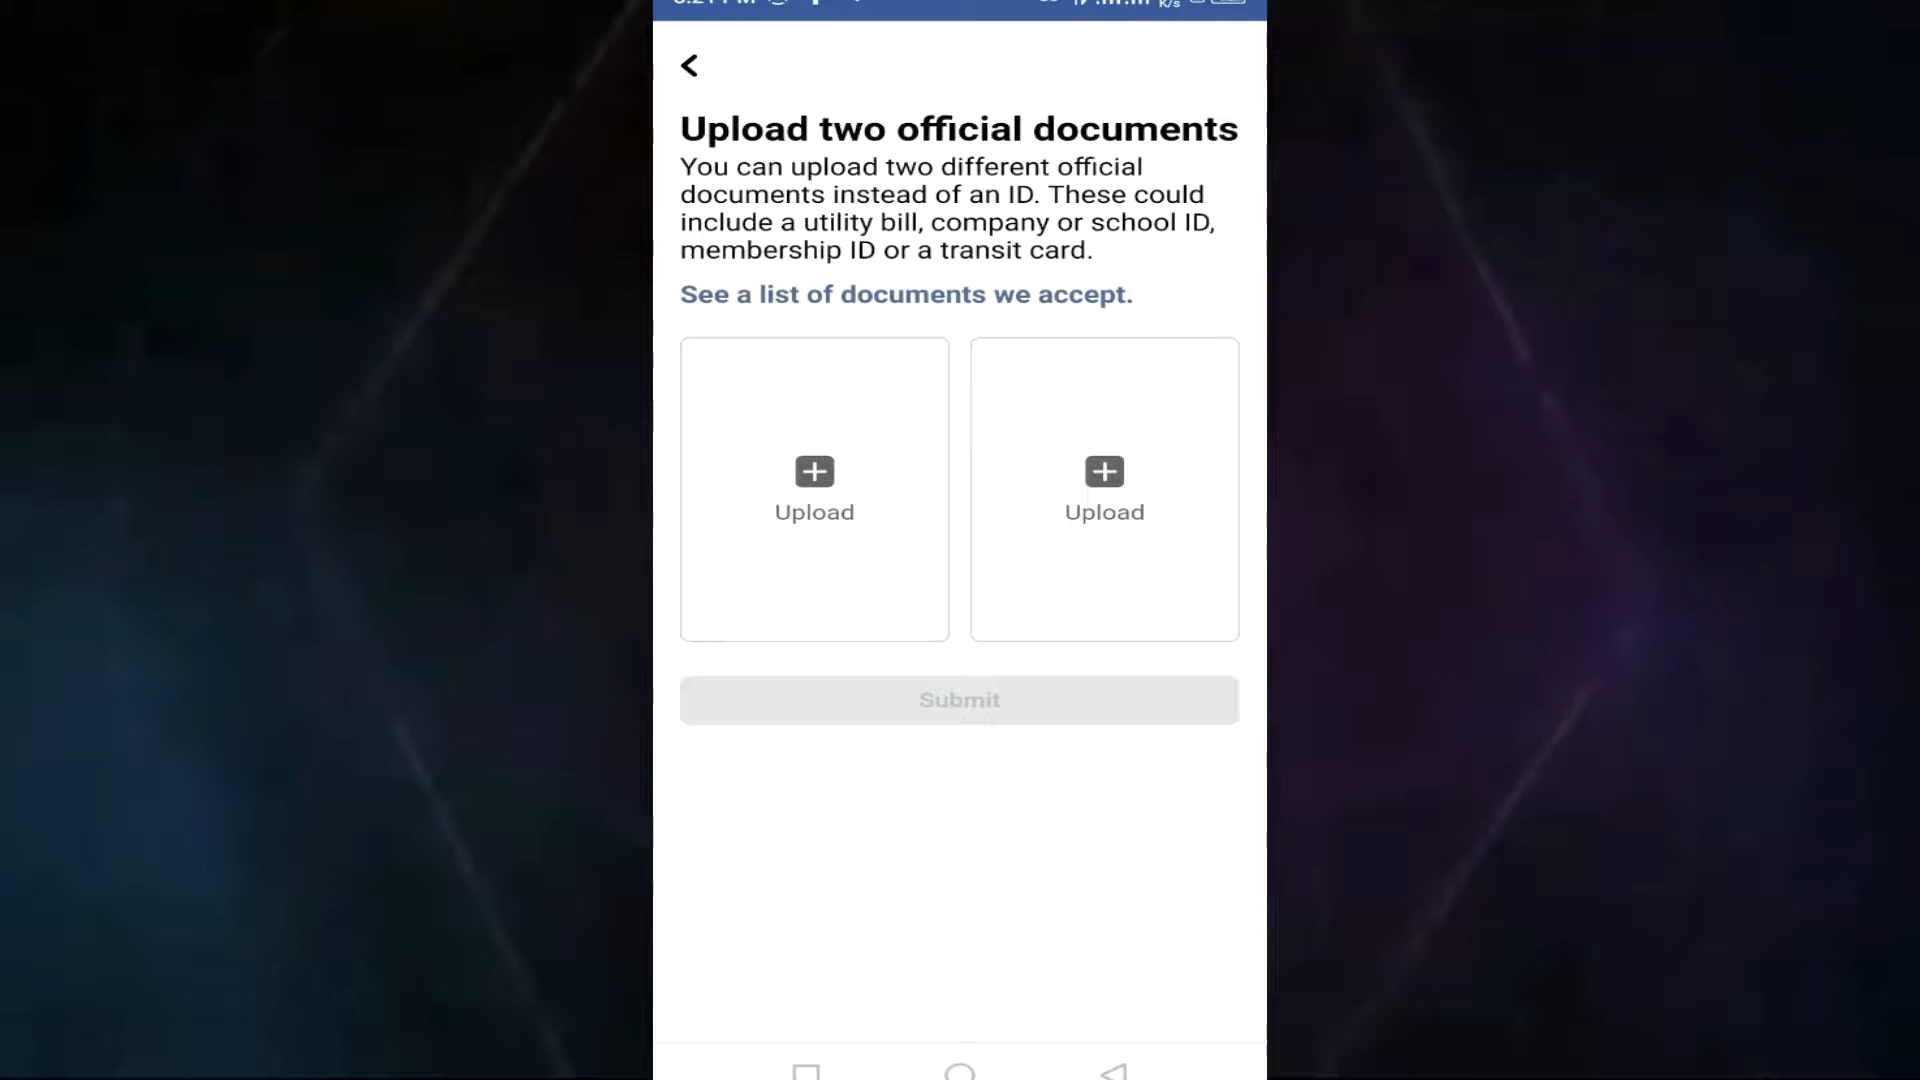 K/s
Upload two official documents
You can upload two different official
documents instead of an ID. These could
include a utility bill, company or school ID,
membership ID or a transit card.
See a list of documents we accept.
Upload
Upload
Submit